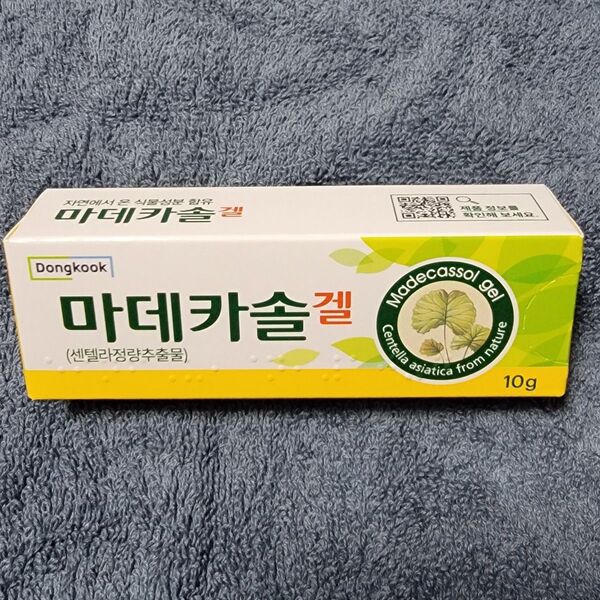 자연에서 온 식물성분 함유
마데카솔겔
제품 정보를
확인해 보세요.
Dongkook
마데카솔겔
(센텔라정량추출물)
Madecassol gel
Centella asiatica from nature
10g